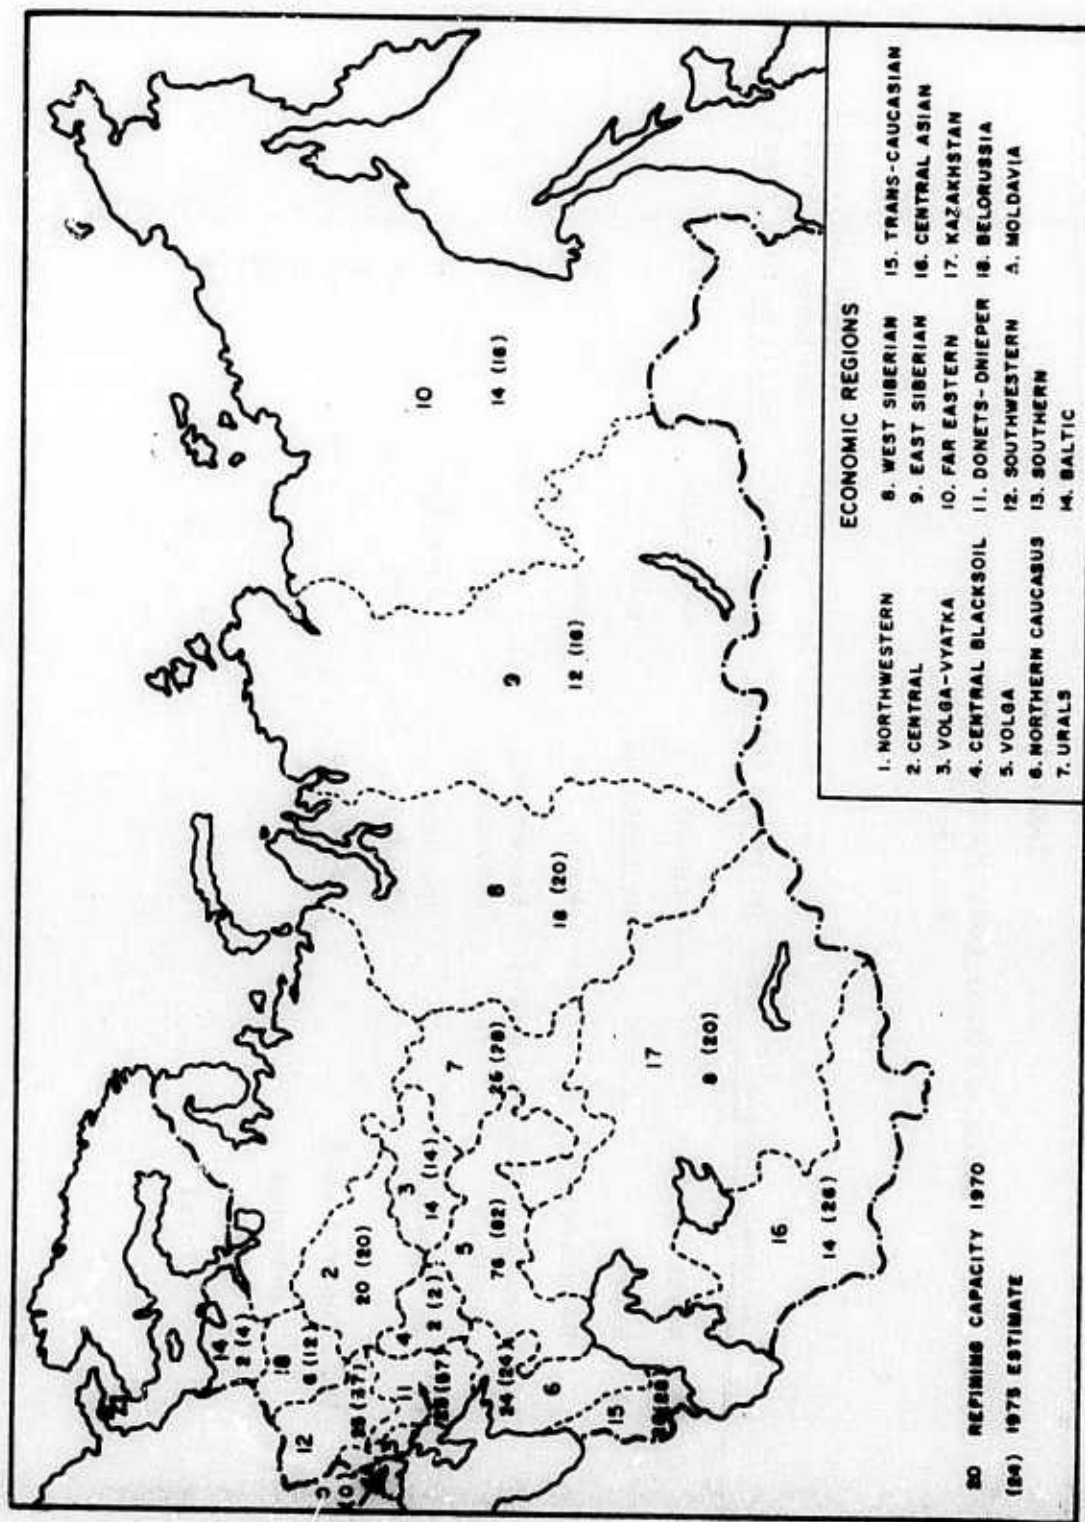 10
14 (16)
9
12 (16)
8
18 (20)
7
17
8 (20)
3
14 (14)
2
20 (20)
5
76 (82)
16
14 (26)
14
2 (4)
18
6 (12)
4
2 (2)
12
11
24 (24)
6
15
ECONOMIC REGIONS
1. NORTHWESTERN 8. WEST SIBERIAN 15. TRANS-CAUCASIAN
2. CENTRAL 9. EAST SIBERIAN 16. CENTRAL ASIAN
3. VOLGA-VYATKA 10. FAR EASTERN 17. KAZAKHSTAN
4. CENTRAL BLACKSOIL 11. DONETS-DNIEPER 18. BELORUSSIA
5. VOLGA 12. SOUTHWESTERN Δ. MOLDAVIA
6. NORTHERN CAUCASUS 13. SOUTHERN
7. URALS 14. BALTIC
20 REFINING CAPACITY 1970
(24) 1975 ESTIMATE